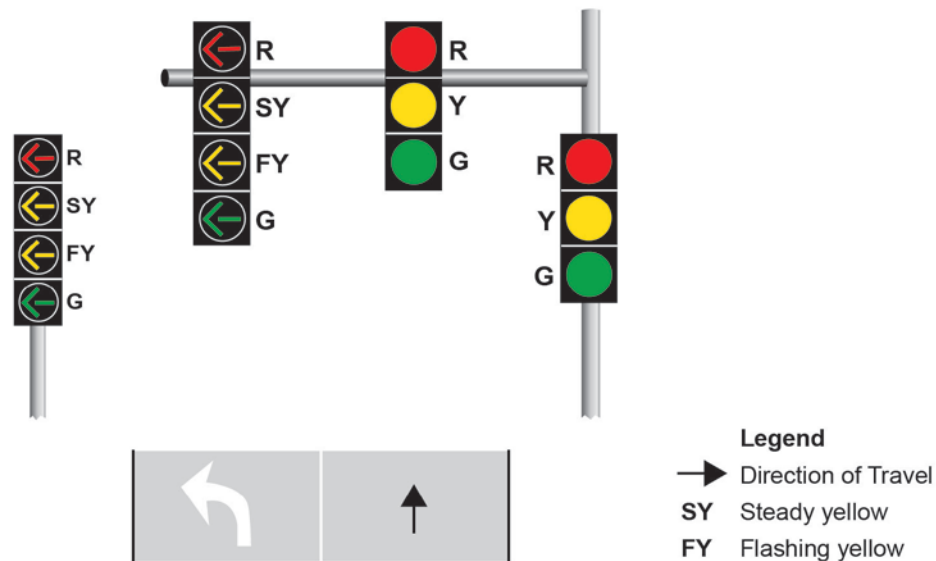 R
SY
FY
G
R
SY
FY
G
R
Y
G
R
Y
G
Legend
Direction of Travel
SY Steady yellow
FY Flashing yellow